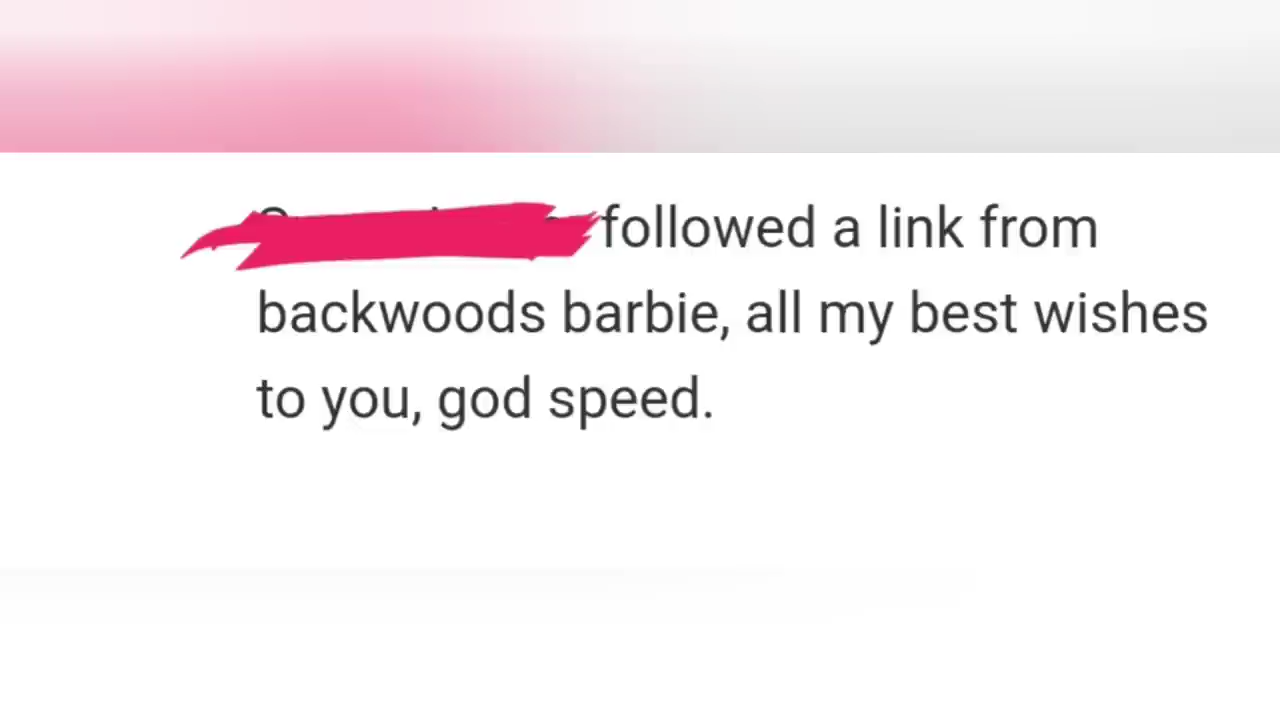 followed a link from
backwoods barbie, all my best wishes
to you, god speed.